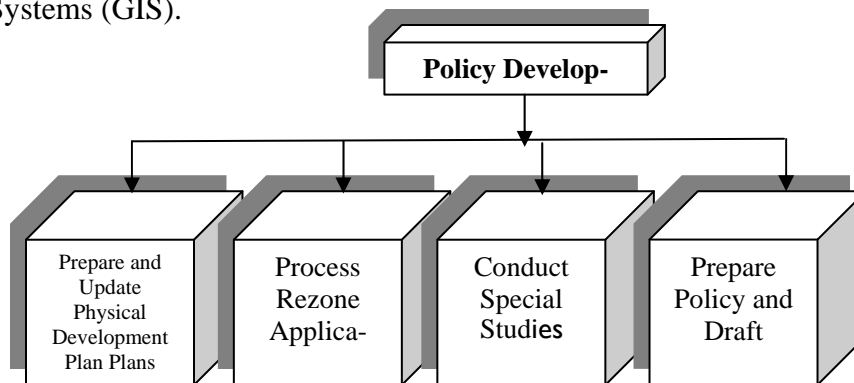 Systems (GIS).
Policy Develop-
Prepare and
Update
Physical
Development
Plan Plans
Process
Rezone
Applica-
Conduct
Special
Studies
Prepare
Policy and
Draft